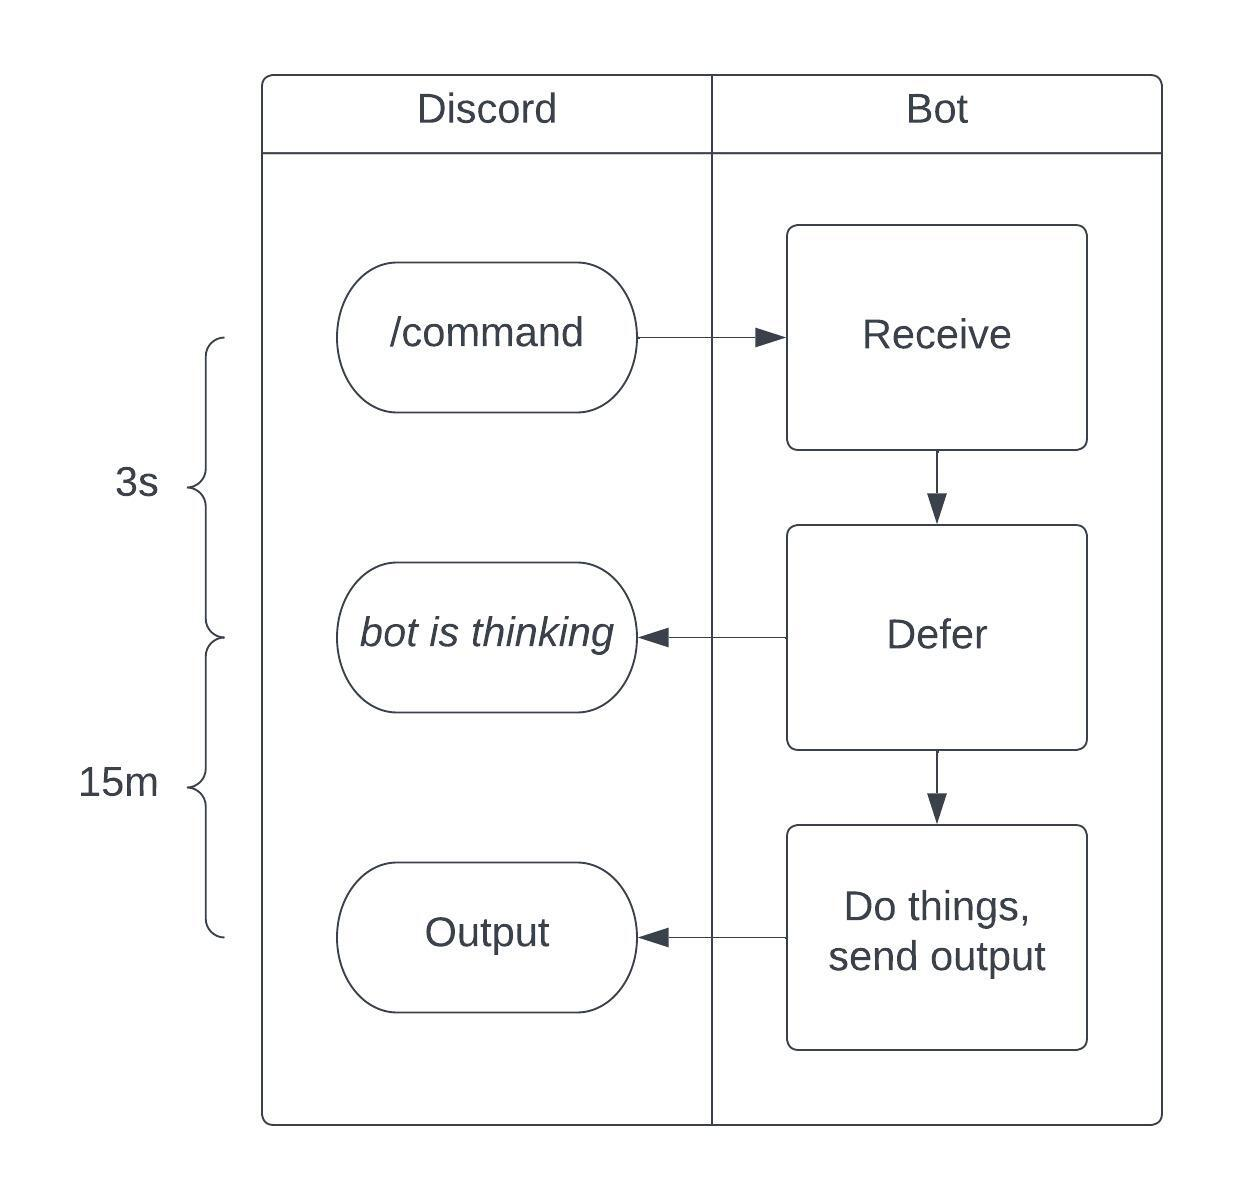 Discord
Bot
/command
Receive
3s
bot is thinking
Defer
15m
Output
Do things,
send output